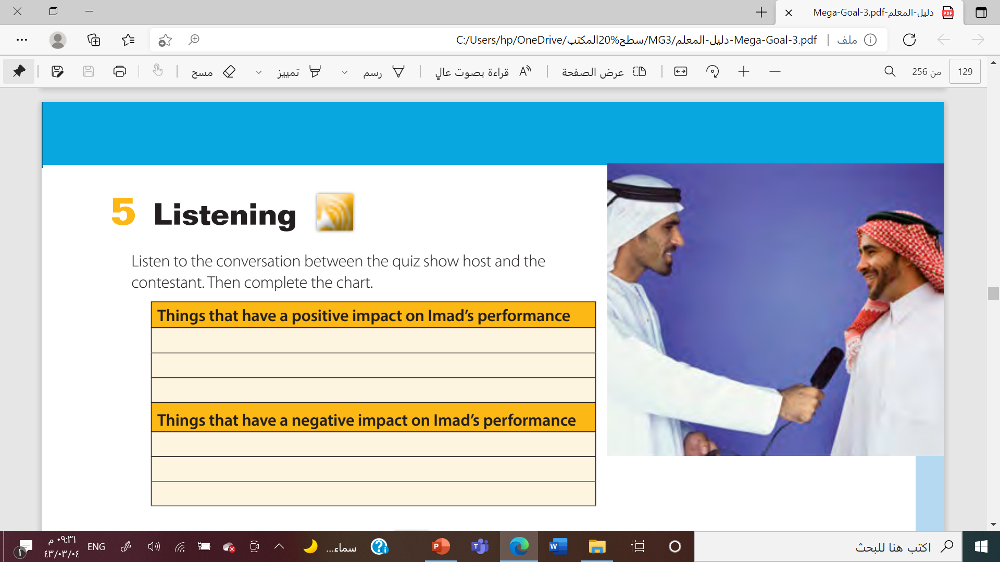 دليل-المعلم-Mega-Goal-3.pdf
PDF
C:/Users/hp/OneDrive/سطح%20المكتب/MG3/دليل-المعلم-Mega-Goal-3.pdf
ملف
129
من 256
عرض الصفحة
قراءة بصوت عالٍ
رسم
تمييز
مسح
5 Listening
Listen to the conversation between the quiz show host and the
contestant. Then complete the chart.
Things that have a positive impact on Imad’s performance
Things that have a negative impact on Imad’s performance
اكتب هنا للبحث
سماء...
ENG
٠٩:٣١ م
٤٣/٠٣/٠٤
١